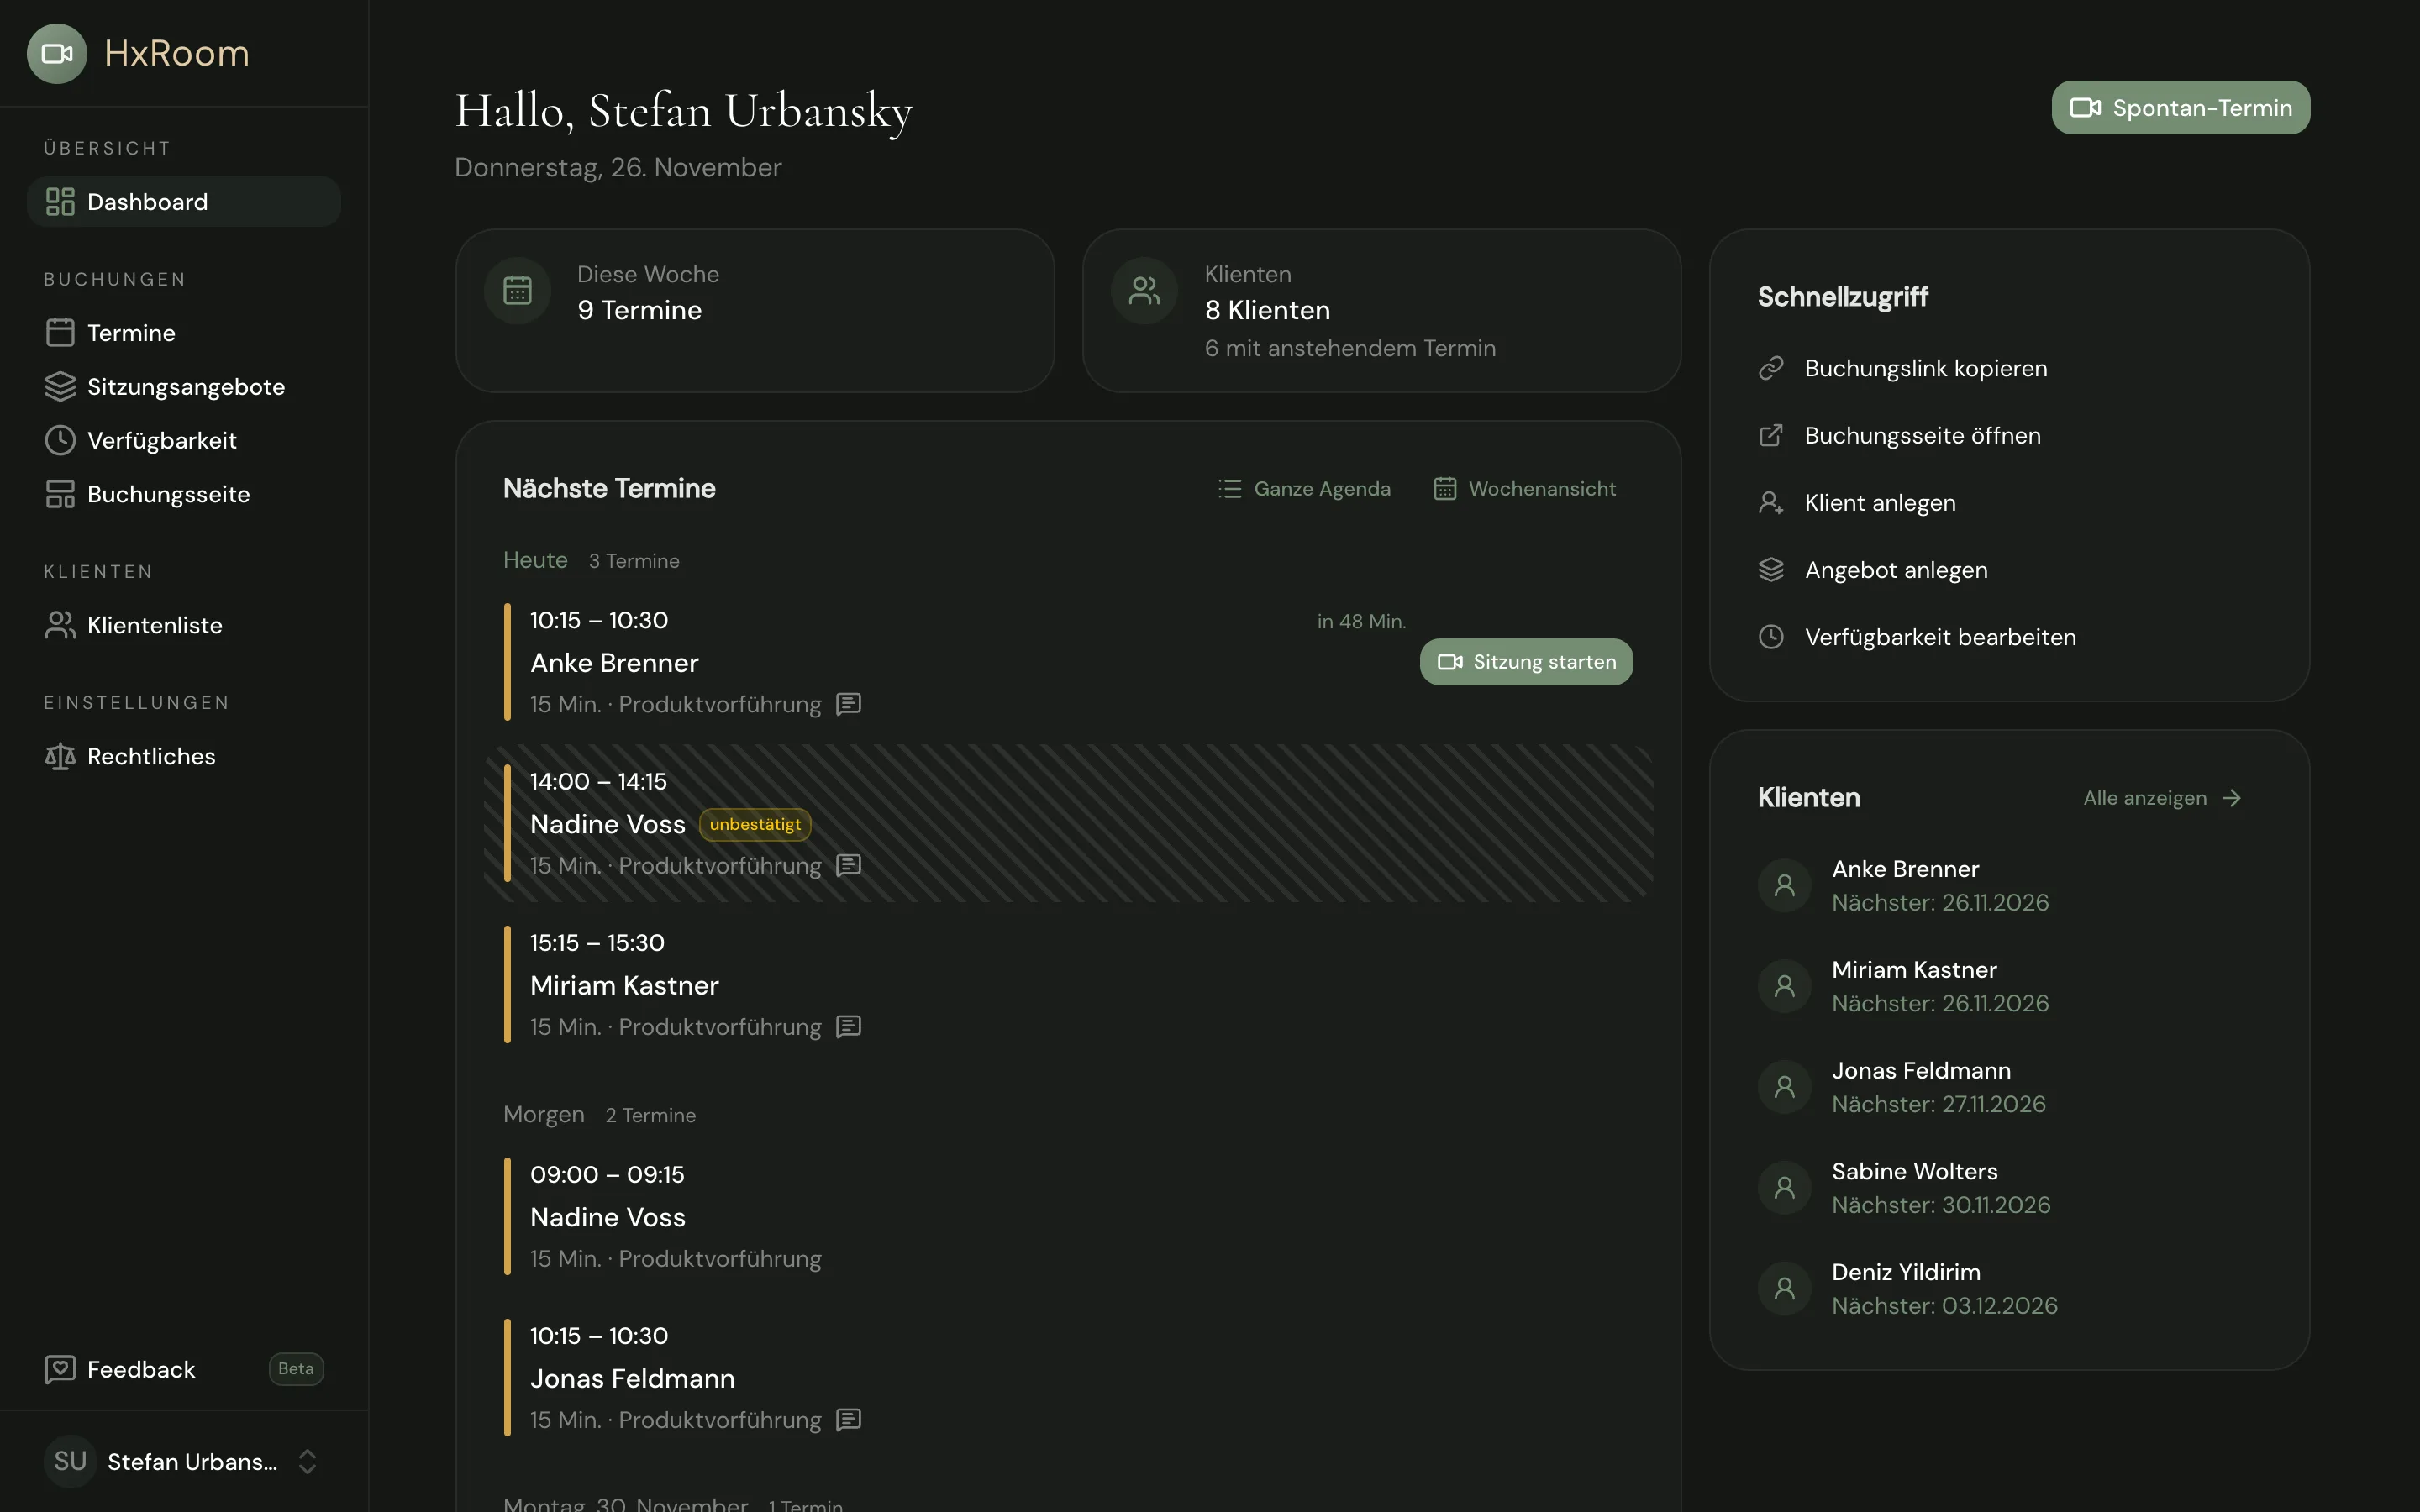 HxRoom
ÜBERSICHT
Dashboard
BUCHUNGEN
Termine
Sitzungsangebote
Verfügbarkeit
Buchungsseite
KLIENTEN
Klientenliste
EINSTELLUNGEN
Rechtliches
Feedback
Beta
SU
Stefan Urbans...
Hallo, Stefan Urbansky
Donnerstag, 26. November
Spontan-Termin
Diese Woche
9 Termine
Klienten
8 Klienten
6 mit anstehendem Termin
Nächste Termine
Ganze Agenda
Wochenansicht
Heute 3 Termine
10:15 – 10:30
in 48 Min.
Anke Brenner
Sitzung starten
15 Min. · Produktvorführung
14:00 – 14:15
Nadine Voss unbestätigt
15 Min. · Produktvorführung
15:15 – 15:30
Miriam Kastner
15 Min. · Produktvorführung
Morgen 2 Termine
09:00 – 09:15
Nadine Voss
15 Min. · Produktvorführung
10:15 – 10:30
Jonas Feldmann
15 Min. · Produktvorführung
Montag, 30. November 1 Termin
Schnellzugriff
Buchungslink kopieren
Buchungsseite öffnen
Klient anlegen
Angebot anlegen
Verfügbarkeit bearbeiten
Klienten
Alle anzeigen
Anke Brenner
Nächster: 26.11.2026
Miriam Kastner
Nächster: 26.11.2026
Jonas Feldmann
Nächster: 27.11.2026
Sabine Wolters
Nächster: 30.11.2026
Deniz Yildirim
Nächster: 03.12.2026